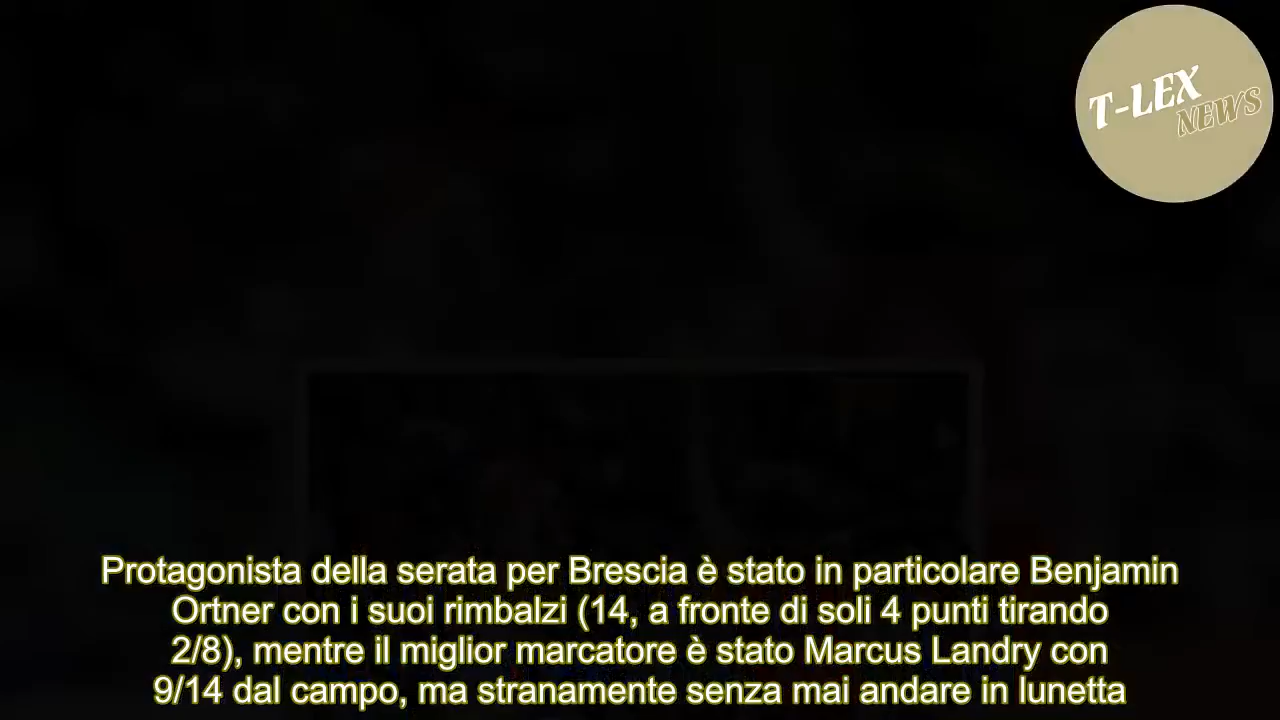 T-LEX
NEWS
Protagonista della serata per Brescia è stato in particolare Benjamin
Ortner con i suoi rimbalzi (14, a fronte di soli 4 punti tirando
2/8), mentre il miglior marcatore è stato Marcus Landry con
9/14 dal campo, ma stranamente senza mai andare in lunetta